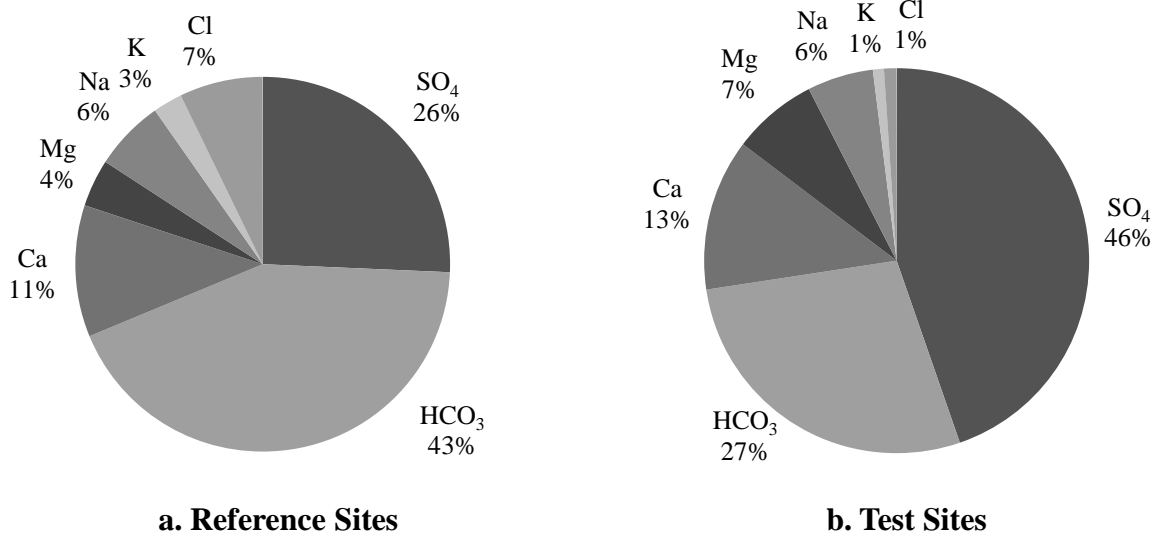 Cl
7%
K
3%
Na
6%
Mg
4%
Ca
11%
SO₄
26%
HCO₃
43%
a. Reference Sites
Cl
1%
K
1%
Na
6%
Mg
7%
Ca
13%
SO₄
46%
HCO₃
27%
b. Test Sites